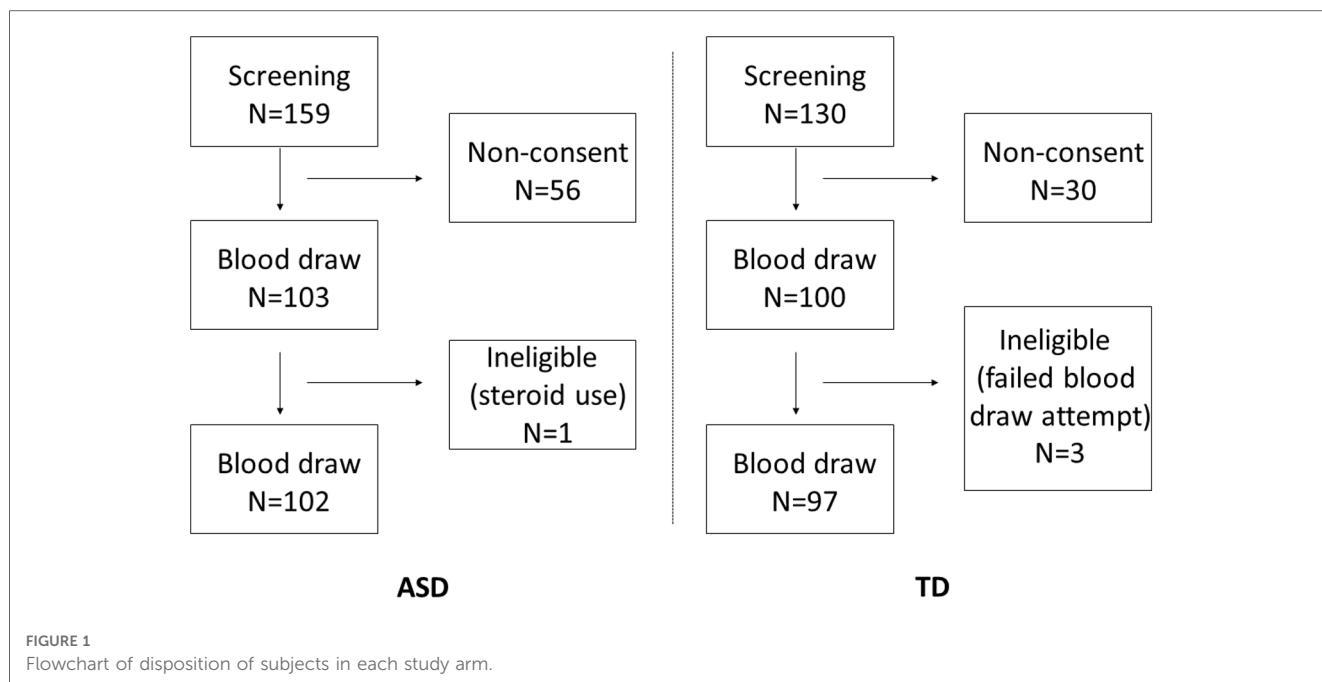 Screening
N=159
Non-consent
N=56
Blood draw
N=103
Ineligible
(steroid use)
N=1
Blood draw
N=102
ASD
Screening
N=130
Non-consent
N=30
Blood draw
N=100
Ineligible
(failed blood
draw attempt)
N=3
Blood draw
N=97
TD
FIGURE 1
Flowchart of disposition of subjects in each study arm.